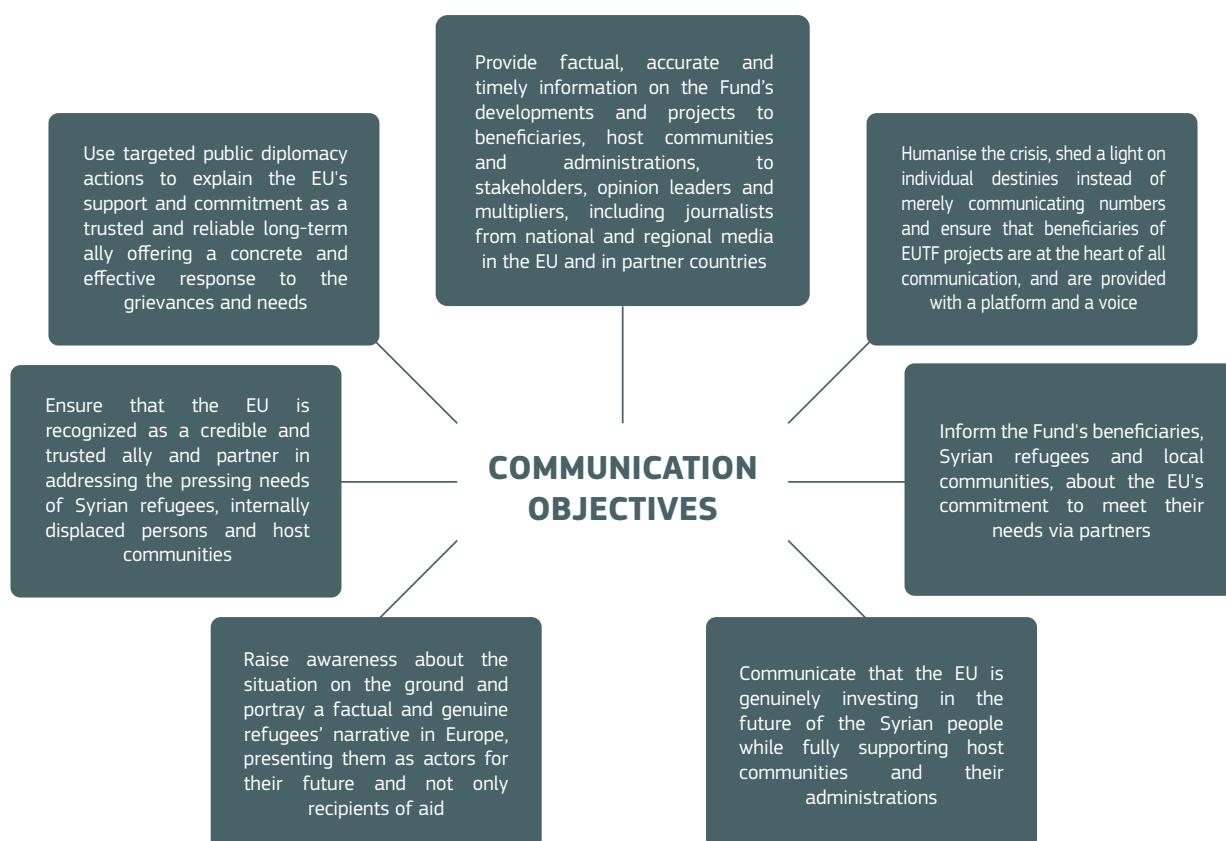 Provide factual, accurate and
timely information on the Fund's
developments and projects to
beneficiaries, host communities
and administrations, to
stakeholders, opinion leaders and
multipliers, including journalists
from national and regional media
in the EU and in partner countries
Use targeted public diplomacy
actions to explain the EU's
support and commitment as a
trusted and reliable long-term
ally offering a concrete and
effective response to the
grievances and needs
Humanise the crisis, shed a light on
individual destinies instead of
merely communicating numbers
and ensure that beneficiaries of
EUTF projects are at the heart of all
communication, and are provided
with a platform and a voice
Ensure that the EU is
recognized as a credible and
trusted ally and partner in
addressing the pressing needs
of Syrian refugees, internally
displaced persons and host
communities
COMMUNICATION
OBJECTIVES
Inform the Fund's beneficiaries,
Syrian refugees and local
communities, about the EU's
commitment to meet their
needs via partners
Raise awareness about the
situation on the ground and
portray a factual and genuine
refugees' narrative in Europe,
presenting them as actors for
their future and not only
recipients of aid
Communicate that the EU is
genuinely investing in the
future of the Syrian people
while fully supporting host
communities and their
administrations